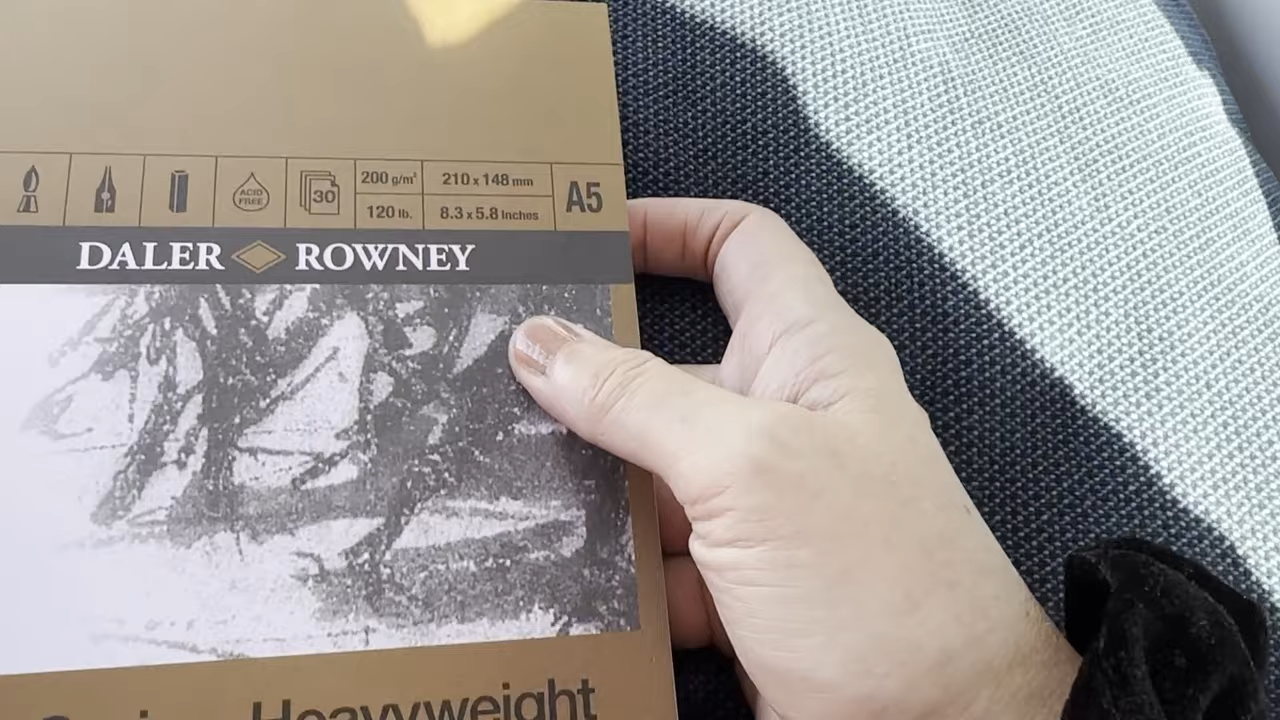 ACID
FREE
30
200 g/m²
120 lb.
210 x 148 mm
8.3 x 5.8 Inches
A5
DALER ROWNEY
Heavyweight